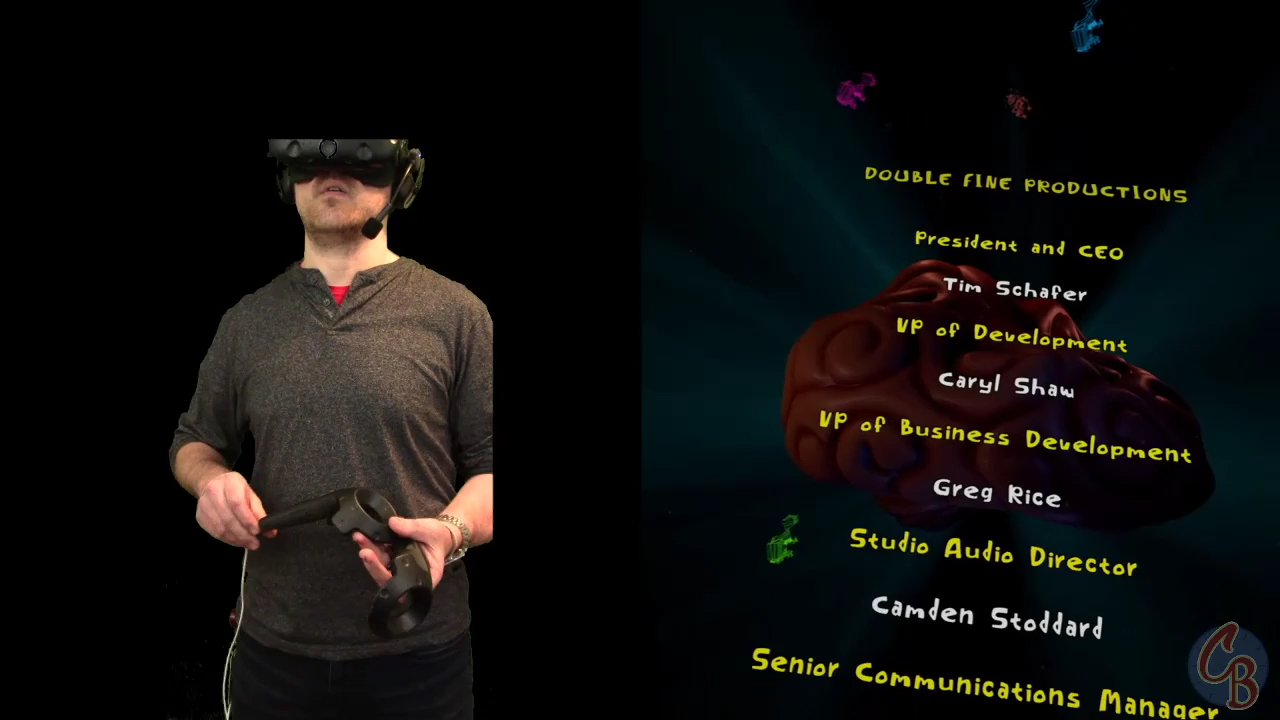 DOUBLE FINE PRODUCTIONS
President and CEO
Tim Schafer
VP of Development
Caryl Shaw
VP of Business Development
Greg Rice
Studio Audio Director
Camden Stoddard
Senior Communications Manager
CB